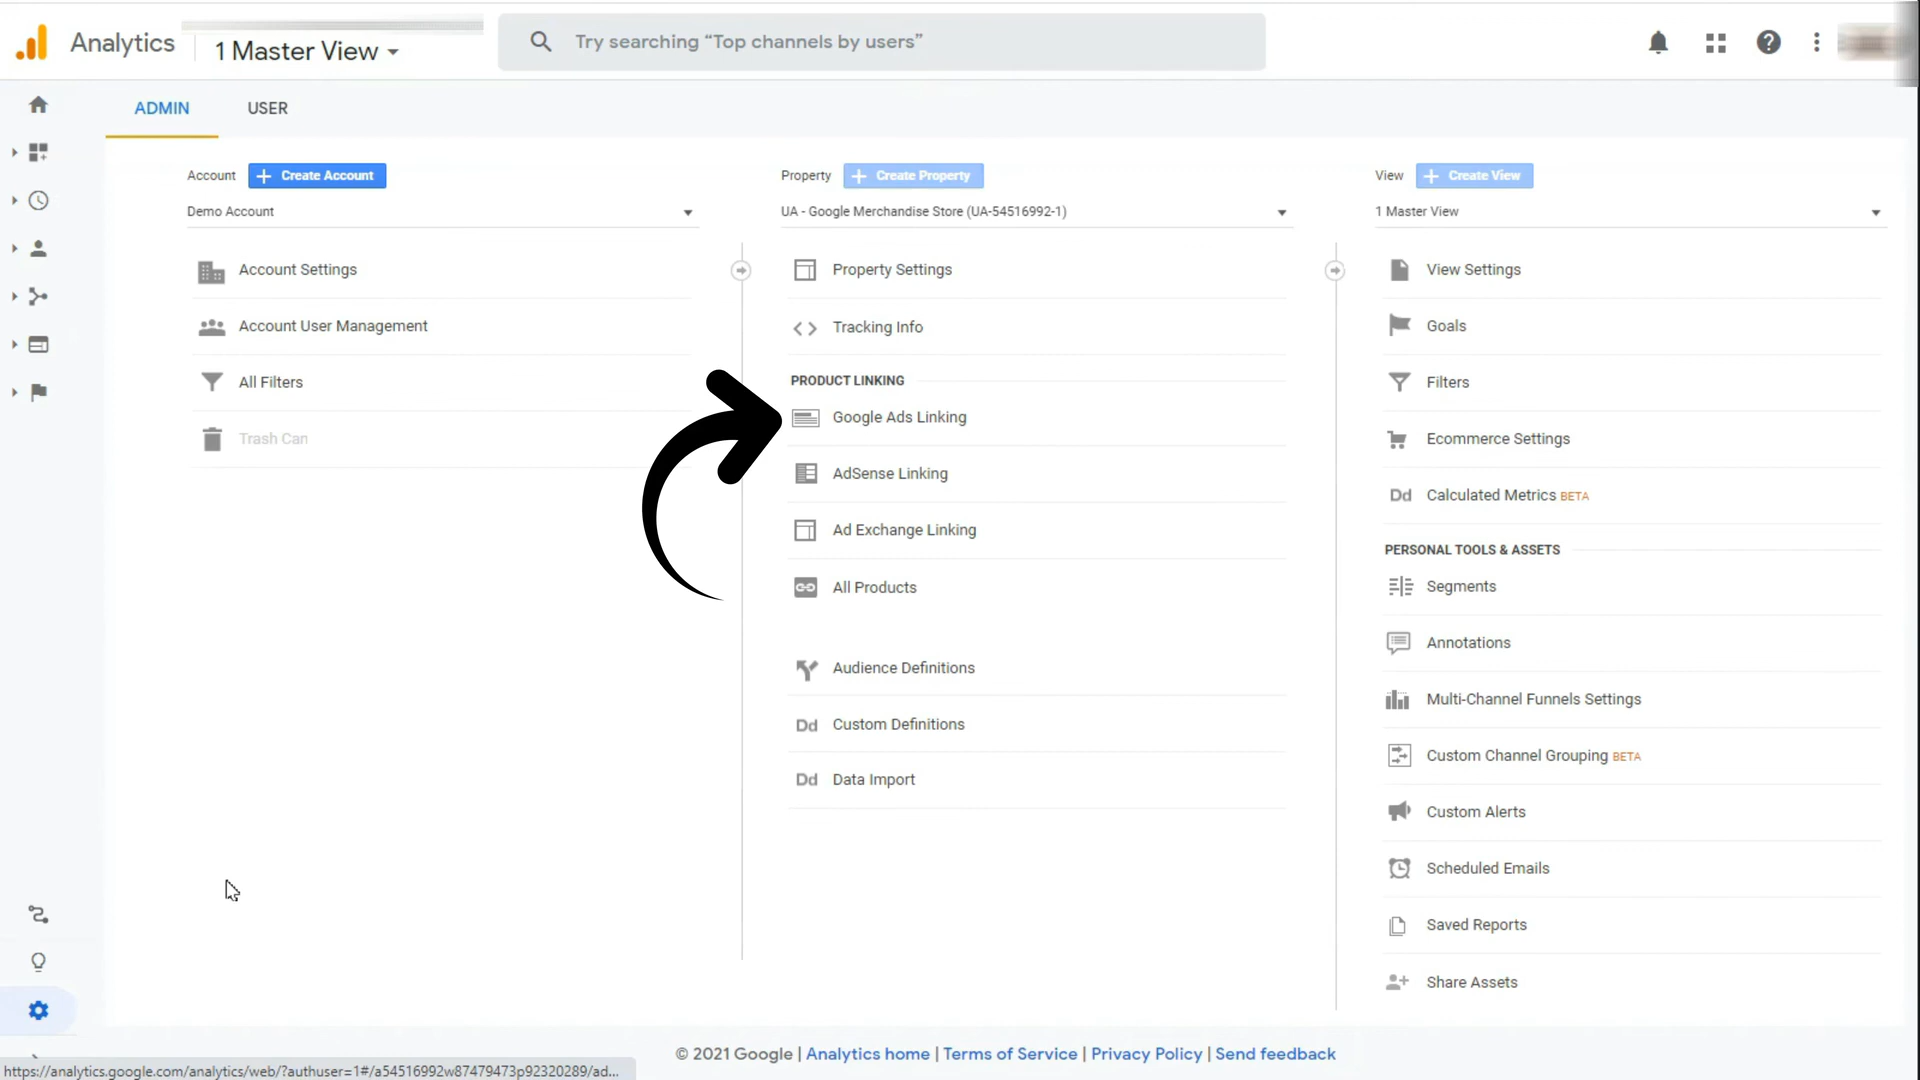 Analytics
1 Master View
Try searching “Top channels by users”
ADMIN
USER
Account
Create Account
Demo Account
Account Settings
Account User Management
All Filters
Trash Can
Property
Create Property
UA - Google Merchandise Store (UA-54516992-1)
Property Settings
Tracking Info
PRODUCT LINKING
Google Ads Linking
AdSense Linking
Ad Exchange Linking
All Products
Audience Definitions
Dd Custom Definitions
Dd Data Import
View
Create View
1 Master View
View Settings
Goals
Filters
Ecommerce Settings
Dd Calculated Metrics BETA
PERSONAL TOOLS & ASSETS
Segments
Annotations
Multi-Channel Funnels Settings
Custom Channel Grouping BETA
Custom Alerts
Scheduled Emails
Saved Reports
Share Assets
© 2021 Google | Analytics home | Terms of Service | Privacy Policy | Send feedback
https://analytics.google.com/analytics/web/?authuser=1#/a54516992w87479473p92320289/ad...